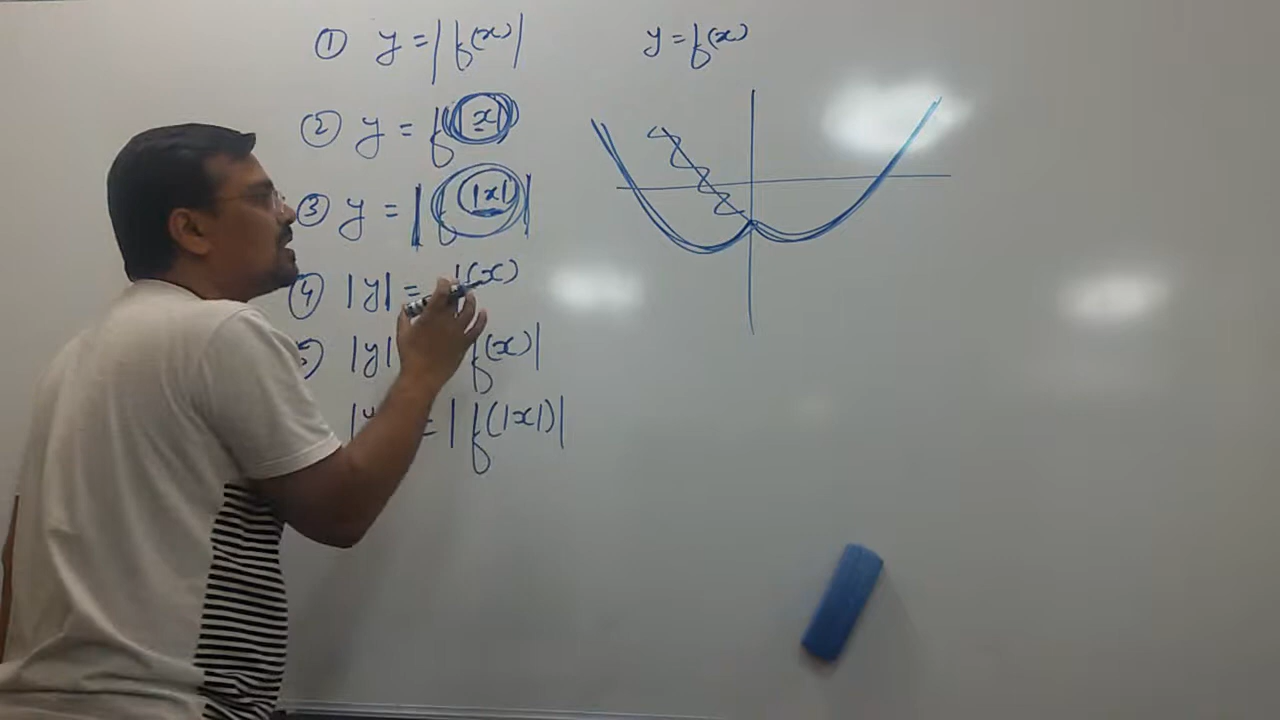 ① y = |f(x)|
② y = f(|x|)
③ y = |f(|x|)|
④ |y| = f(x)
|y| f(x)|
= |f(|x|)|
y = f(x)